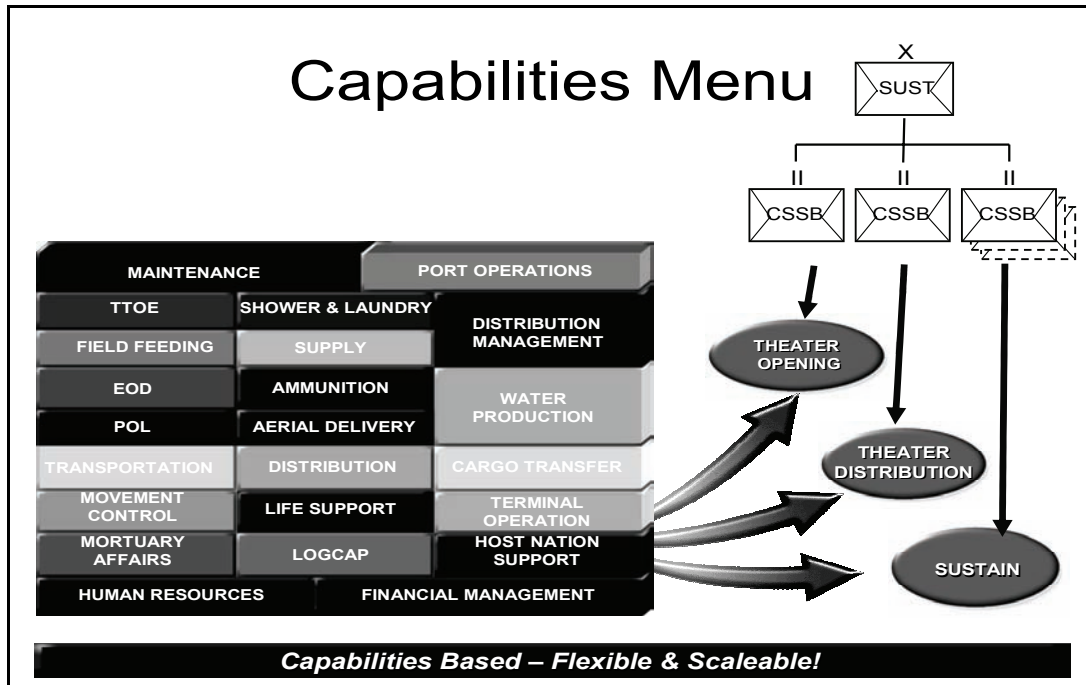 Capabilities Menu
X
SUST
II
II
II
CSSB
CSSB
CSSB
MAINTENANCE
PORT OPERATIONS
TTOE
SHOWER & LAUNDRY
DISTRIBUTION
MANAGEMENT
FIELD FEEDING
SUPPLY
EOD
AMMUNITION
WATER
PRODUCTION
POL
AERIAL DELIVERY
TRANSPORTATION
DISTRIBUTION
CARGO TRANSFER
MOVEMENT
CONTROL
LIFE SUPPORT
TERMINAL
OPERATION
MORTUARY
AFFAIRS
LOGCAP
HOST NATION
SUPPORT
HUMAN RESOURCES
FINANCIAL MANAGEMENT
THEATER
OPENING
THEATER
DISTRIBUTION
SUSTAIN
Capabilities Based – Flexible & Scaleable!